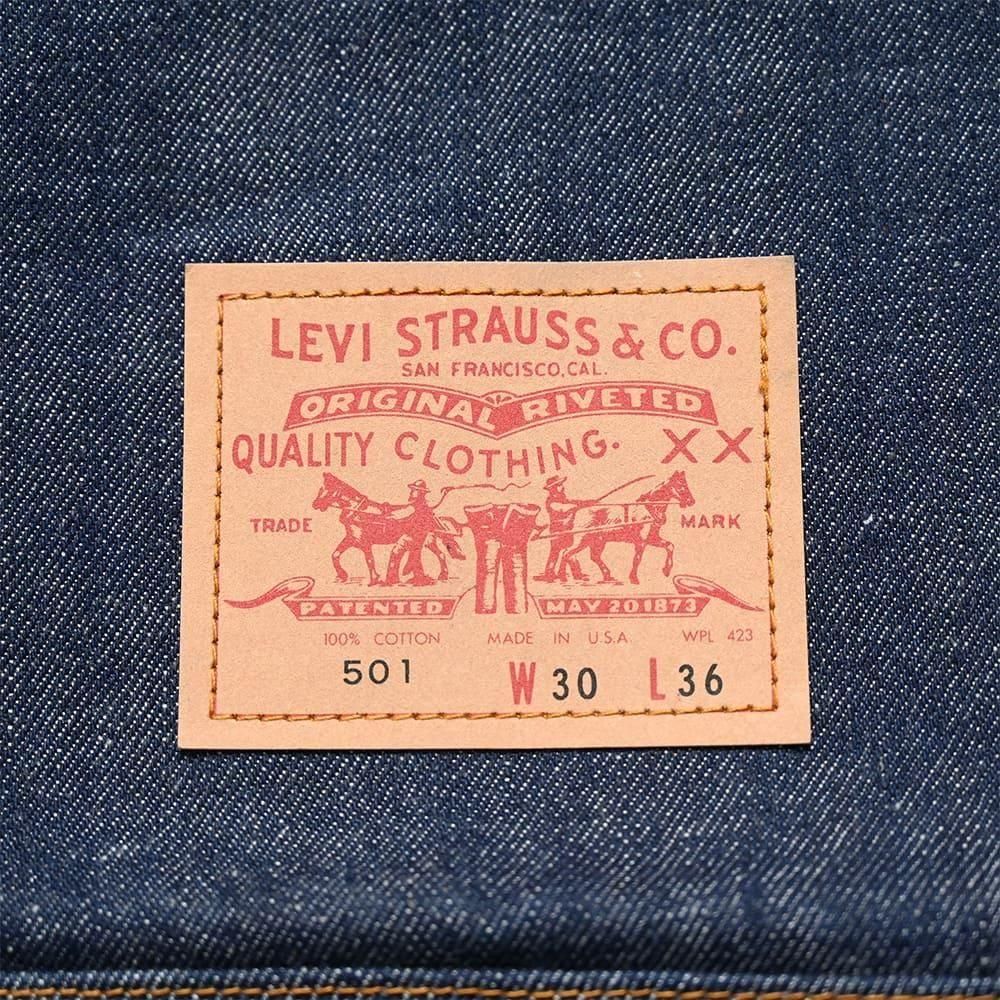 LEVI STRAUSS & CO.
SAN FRANCISCO, CAL.
ORIGINAL RIVETED
QUALITY CLOTHING. XX
TRADE MARK
PATENTED MAY 20 1873
100% COTTON MADE IN U.S.A. WPL 423
501 W 30 L 36